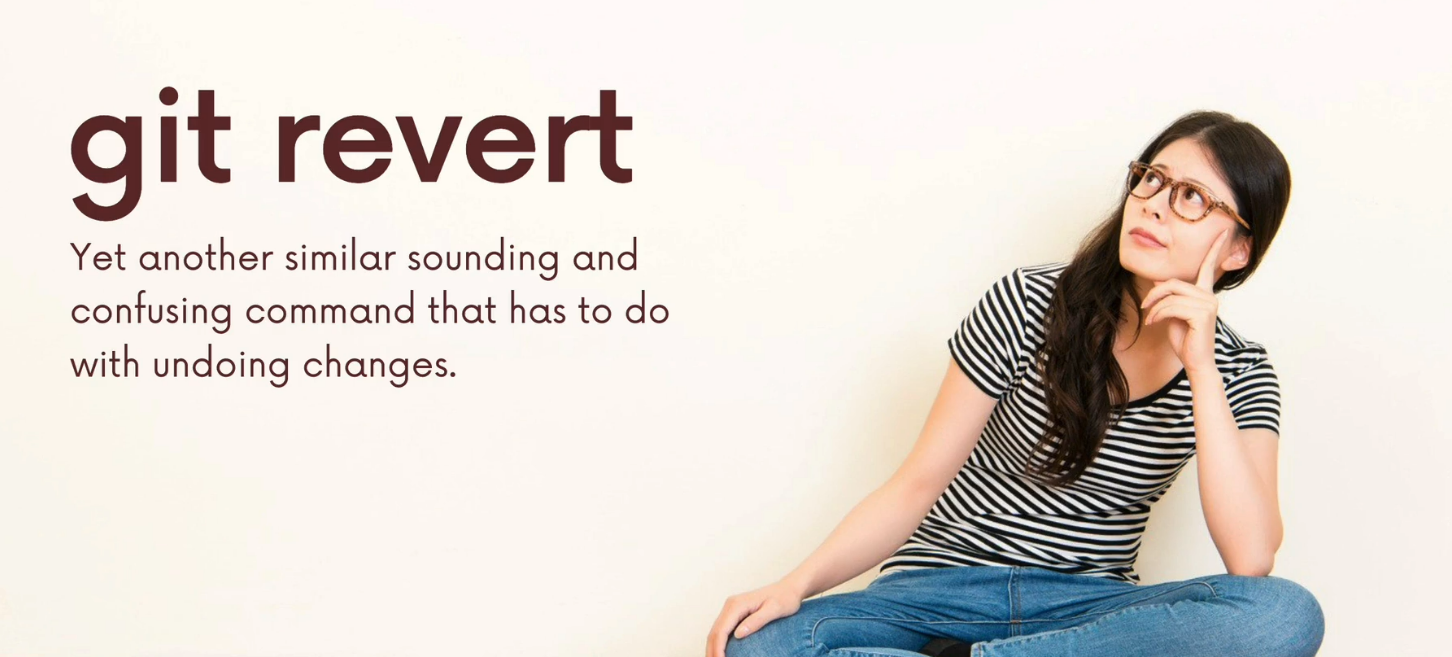 git revert
Yet another similar sounding and
confusing command that has to do
with undoing changes.